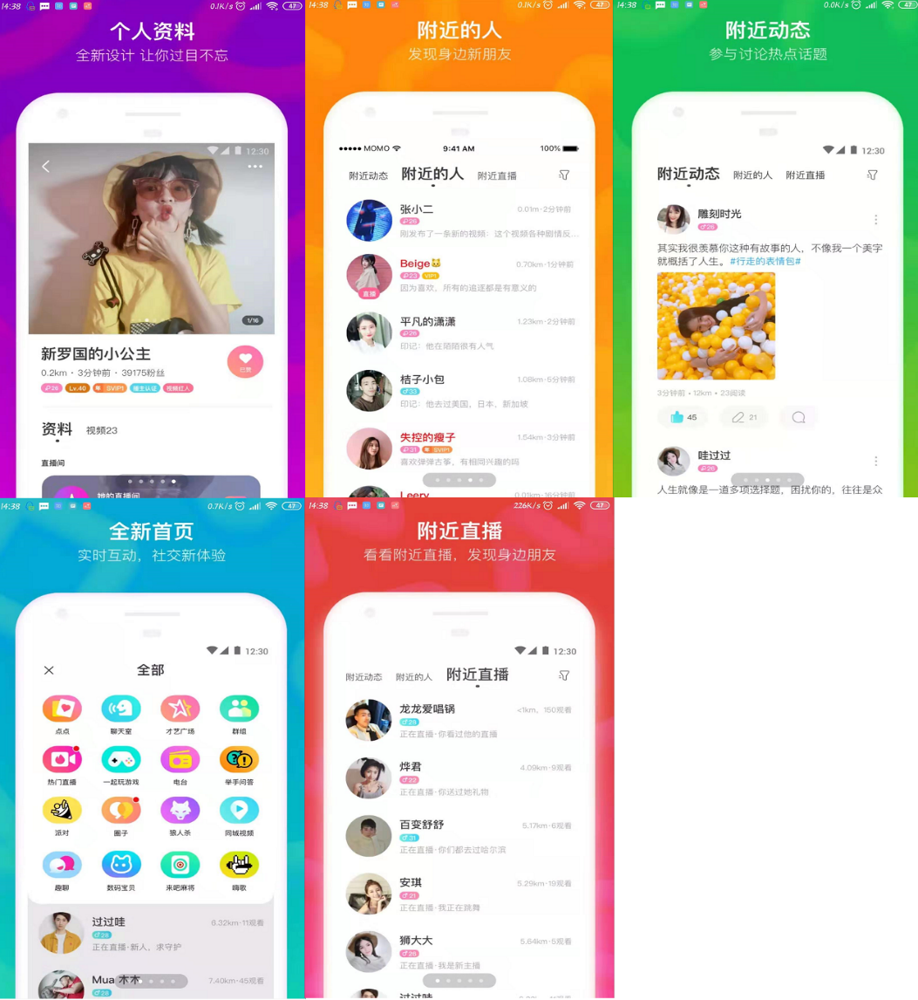 14:38
0.1K/s
47
个人资料
全新设计 让你过目不忘
12:30
1/16
新罗国的小公主
0.2km · 3分钟前 · 39175粉丝
已赞
26 Lv.40 年 SVIP1 播主认证 视频红人
资料 视频23
直播间
她的直播间
14:38
0.1K/s
47
附近的人
发现身边新朋友
MOMO 9:41 AM 100%
附近动态 附近的人 附近直播
张小二 0.01m·2分钟前
26
刚发布了一条新的视频：这个视频各种剧情反...
Beige 0.70km·1分钟前
23 VIP1
直播
因为喜欢，所有的追逐都是有意义的
平凡的潇潇 1.23km·2分钟前
26
印记：他在陌陌很有人气
桔子小包 1.08km·5分钟前
33
印记：他去过美国，日本，新加坡
失控的瘦子 1.54km·3分钟前
31 年 SVIP1
喜欢弹弹古筝，有相同兴趣的吗
Leery 0.01km·16分钟前
14:38
0.0K/s
47
附近动态
参与讨论热点话题
12:30
附近动态 附近的人 附近直播
雕刻时光
26
其实我很羡慕你这种有故事的人，不像我一个美字
就概括了人生。#行走的表情包#
3分钟前 • 12km • 23阅读
45 21
哇过过
26
人生就像是一道多项选择题，困扰你的，往往是众
14:38
0.7K/s
47
全新首页
实时互动，社交新体验
12:30
全部
点点 聊天室 才艺广场 群组
热门直播 一起玩游戏 电台 举手问答
派对 圈子 狼人杀 同城视频
趣聊 数码宝贝 来吧麻将 嗨歌
过过哇 6.32km·11观看
28
正在直播·新人，求守护
Mua 木木 7.40km·45观看
28
14:38
226K/s
47
附近直播
看看附近直播，发现身边朋友
12:30
附近动态 附近的人 附近直播
龙龙爱唱锅 <1km，150观看
26
正在直播·你看过他的直播
烨君 4.09km·9观看
22
正在直播·你送过她礼物
百变舒舒 5.17km·6观看
31
正在直播·你们都去过哈尔滨
安琪 5.29km·19观看
21
正在直播·我正在跳舞
狮大大 5.64km·5观看
26
正在直播·我是新主播
过过哇